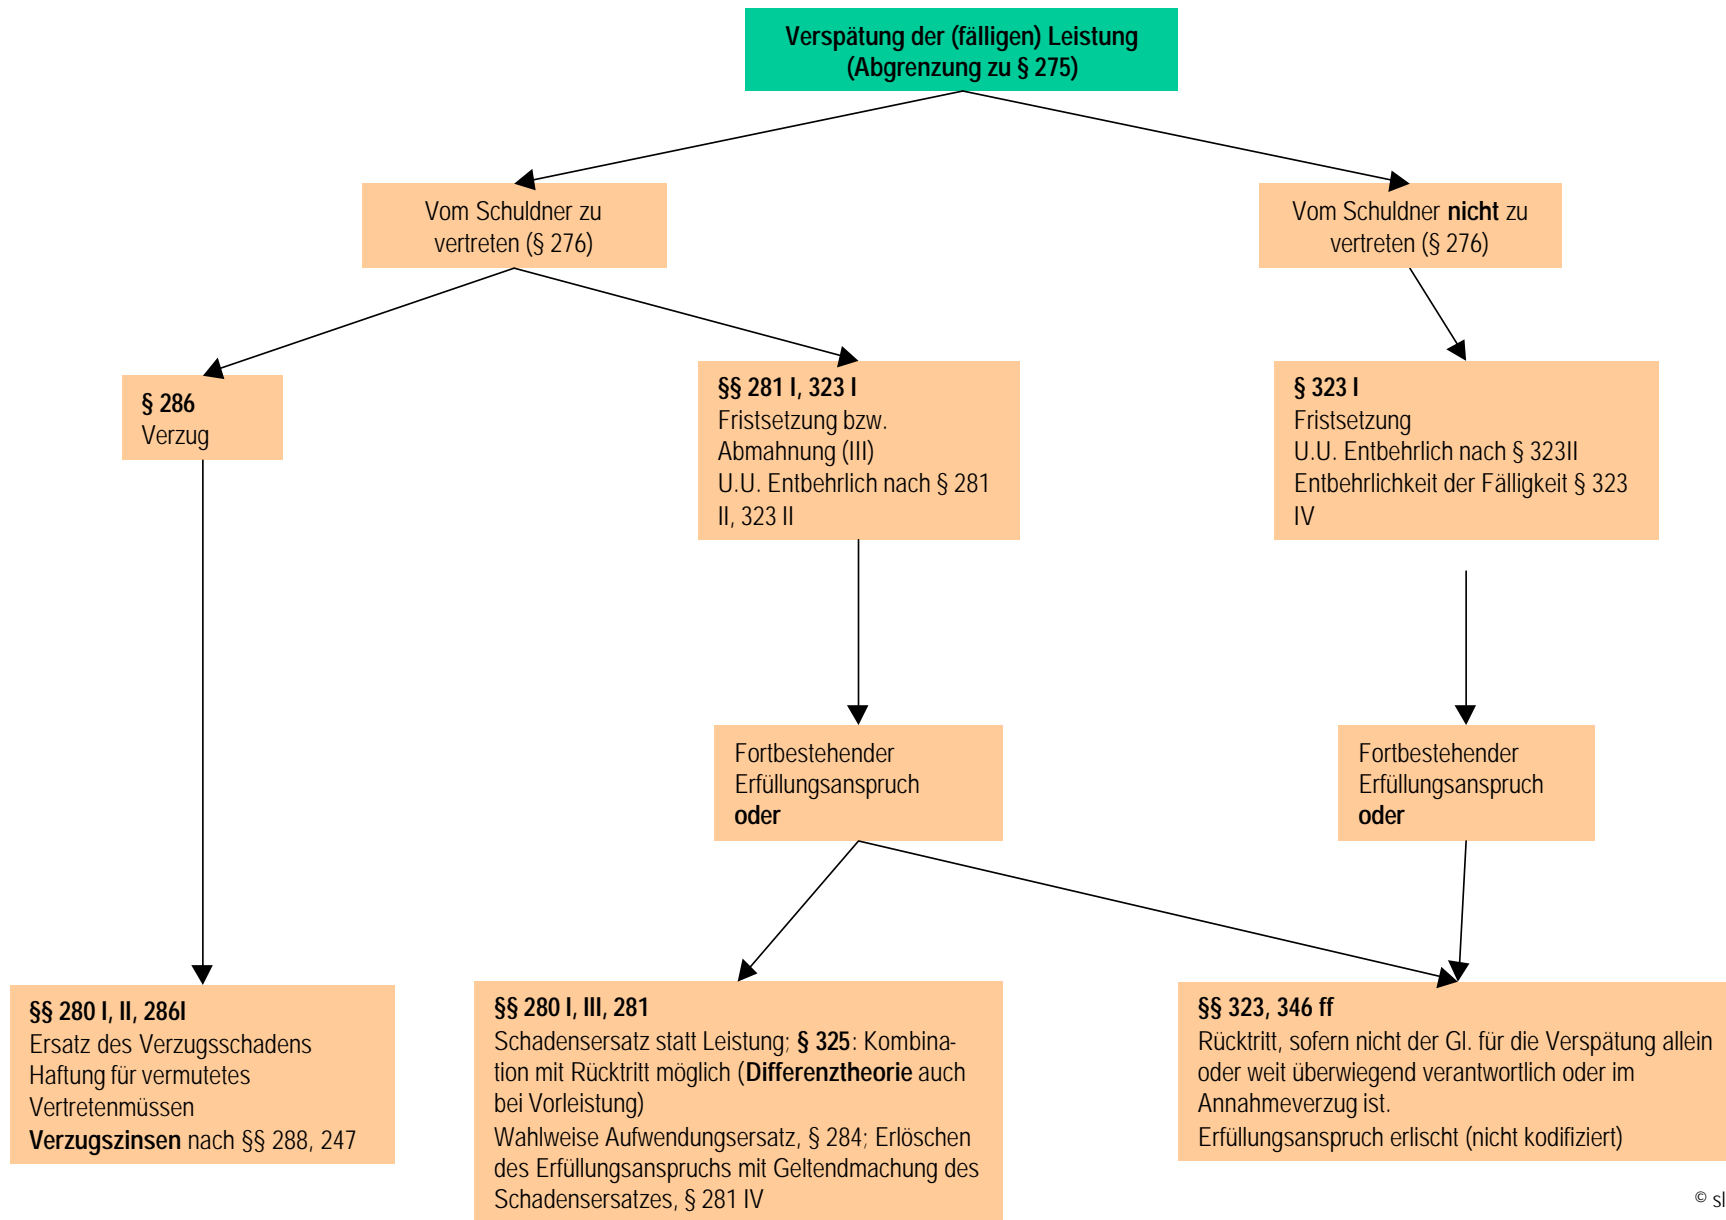 Verspätung der (fälligen) Leistung
(Abgrenzung zu § 275)
Vom Schuldner zu
vertreten (§ 276)
Vom Schuldner nicht zu
vertreten (§ 276)
§ 286
Verzug
§§ 281 I, 323 I
Fristsetzung bzw.
Abmahnung (III)
U.U. Entbehrlich nach § 281
II, 323 II
§ 323 I
Fristsetzung
U.U. Entbehrlich nach § 323II
Entbehrlichkeit der Fälligkeit § 323
IV
Fortbestehender
Erfüllungsanspruch
oder
Fortbestehender
Erfüllungsanspruch
oder
§§ 280 I, II, 286I
Ersatz des Verzugsschadens
Haftung für vermutetes
Vertretenmüssen
Verzugszinsen nach §§ 288, 247
§§ 280 I, III, 281
Schadensersatz statt Leistung; § 325: Kombina-
tion mit Rücktritt möglich (Differenztheorie auch
bei Vorleistung)
Wahlweise Aufwendungsersatz, § 284; Erlöschen
des Erfüllungsanspruchs mit Geltendmachung des
Schadensersatzes, § 281 IV
§§ 323, 346 ff
Rücktritt, sofern nicht der Gl. für die Verspätung allein
oder weit überwiegend verantwortlich oder im
Annahmeverzug ist.
Erfüllungsanspruch erlischt (nicht kodifiziert)
© sl